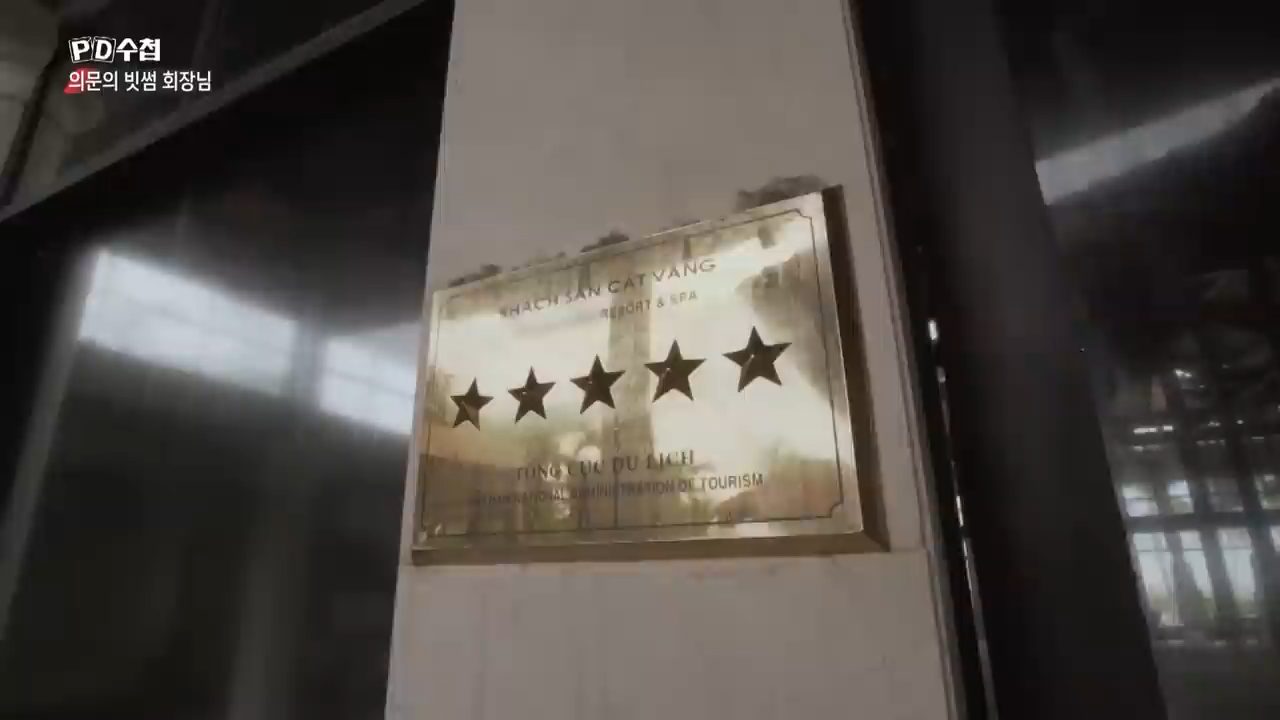 PD수첩
의문의 빗썸 회장님
KHACH SAN CAT VANG
RESORT & SPA
TONG CUC DU LICH
NATIONAL ADMINISTRATION OF TOURISM